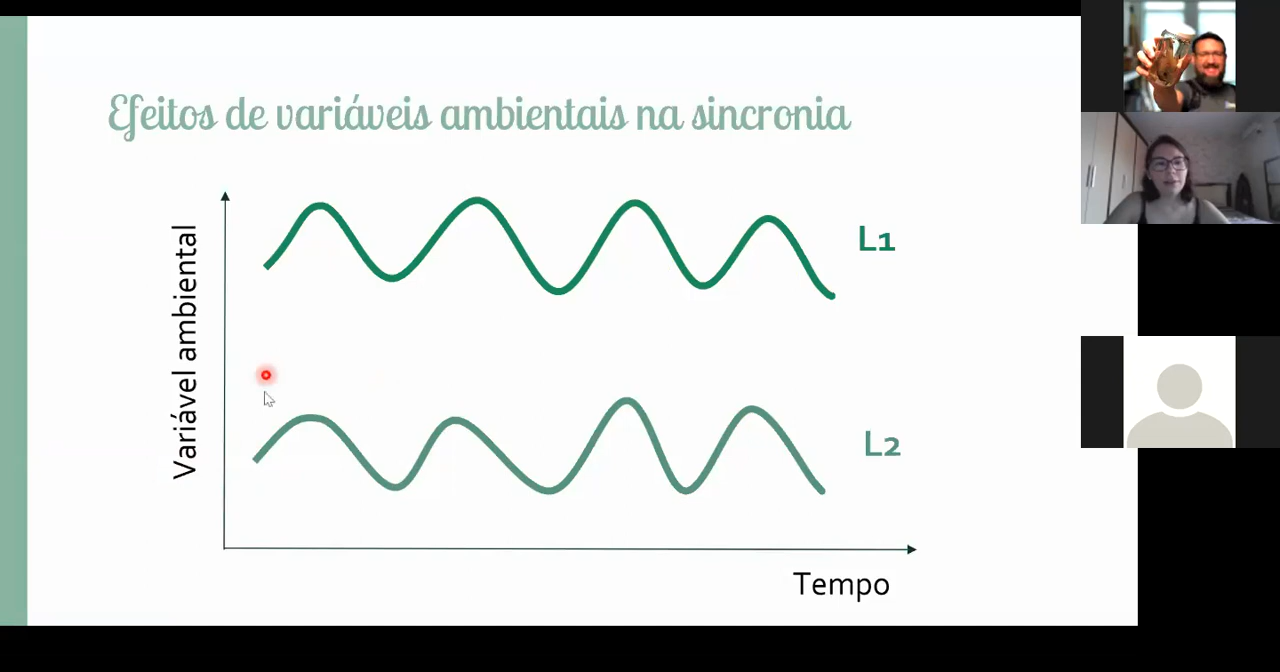 Efeitos de variáveis ambientais na sincronia
Variável ambiental
L1
L2
Tempo